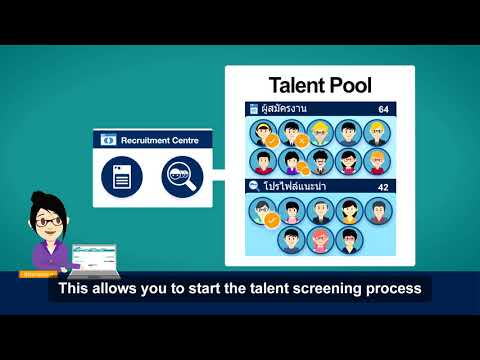 Talent Pool
ผู้สมัครงาน 64
Recruitment Centre
โปรไฟล์แนะนำ 42
This allows you to start the talent screening process